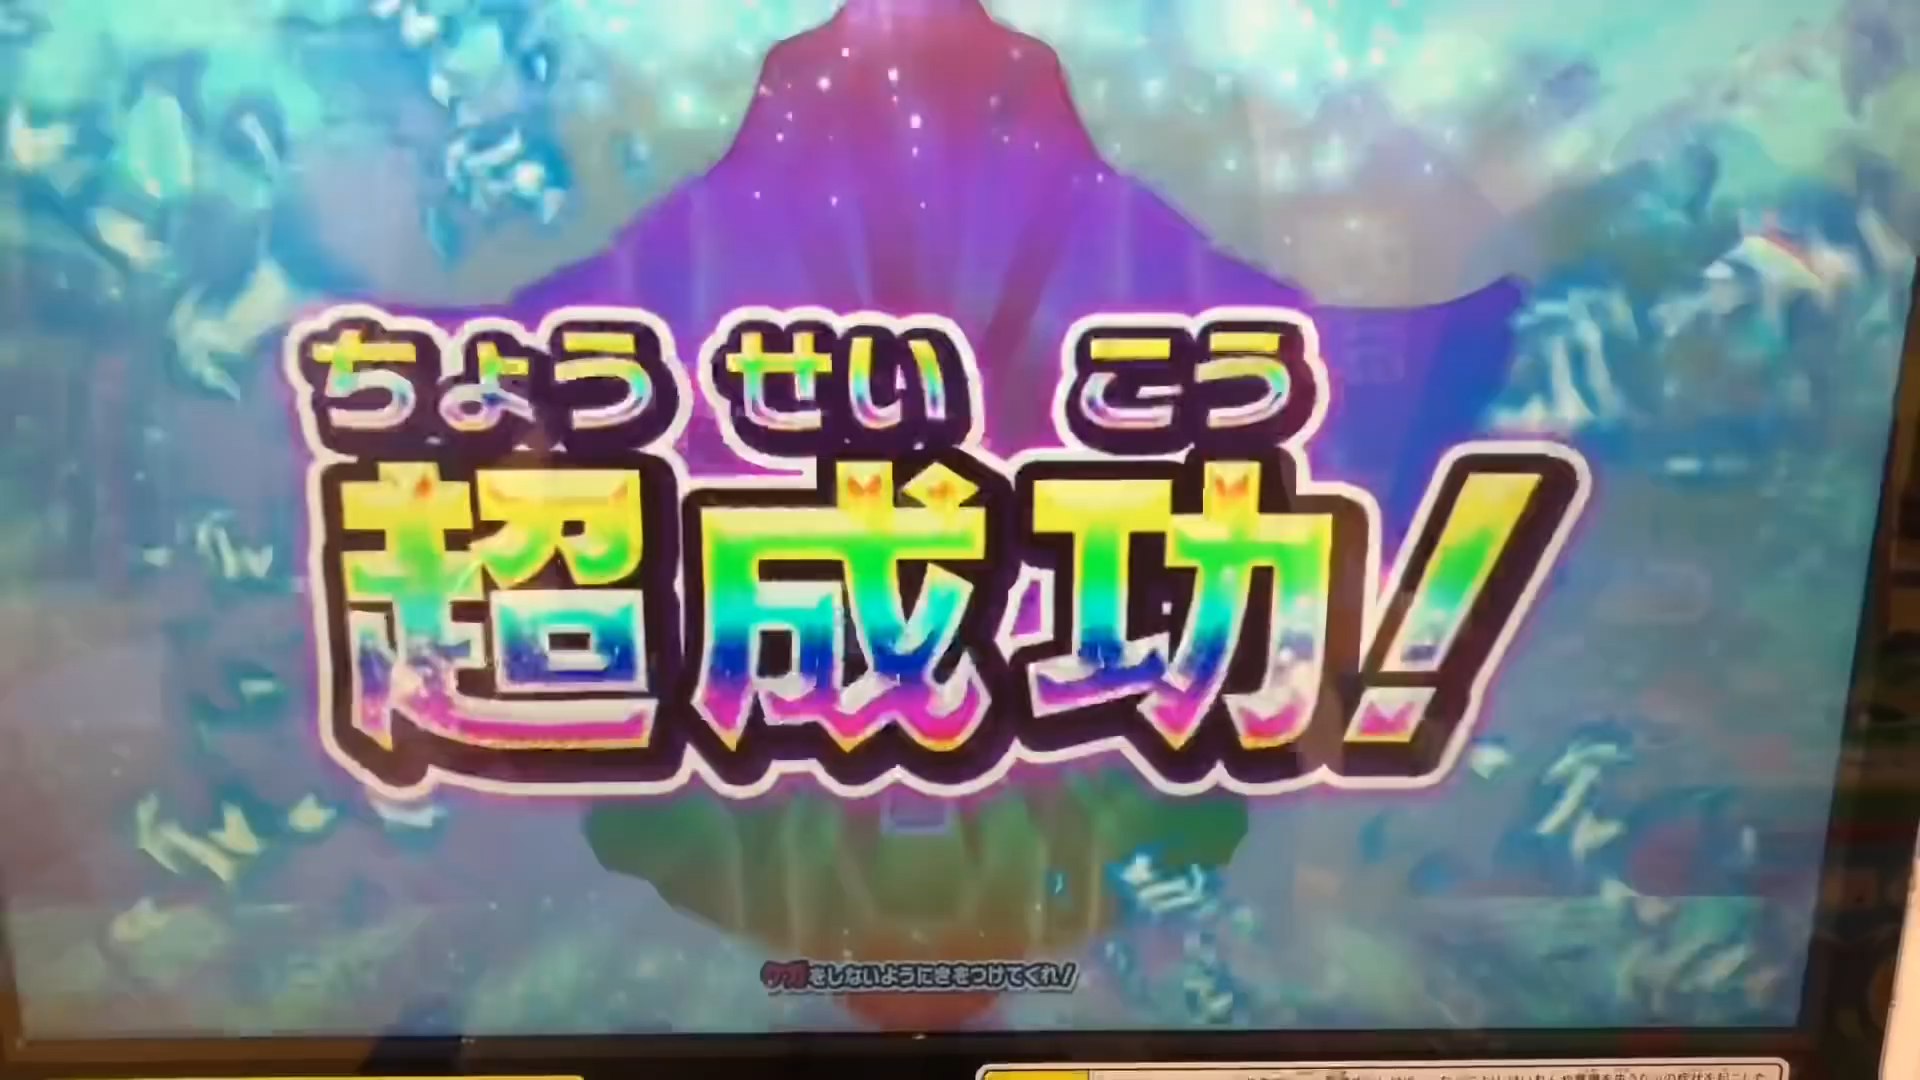 ちょう せい こう
超成功!
ケガをしないようにきをつけてくれ!